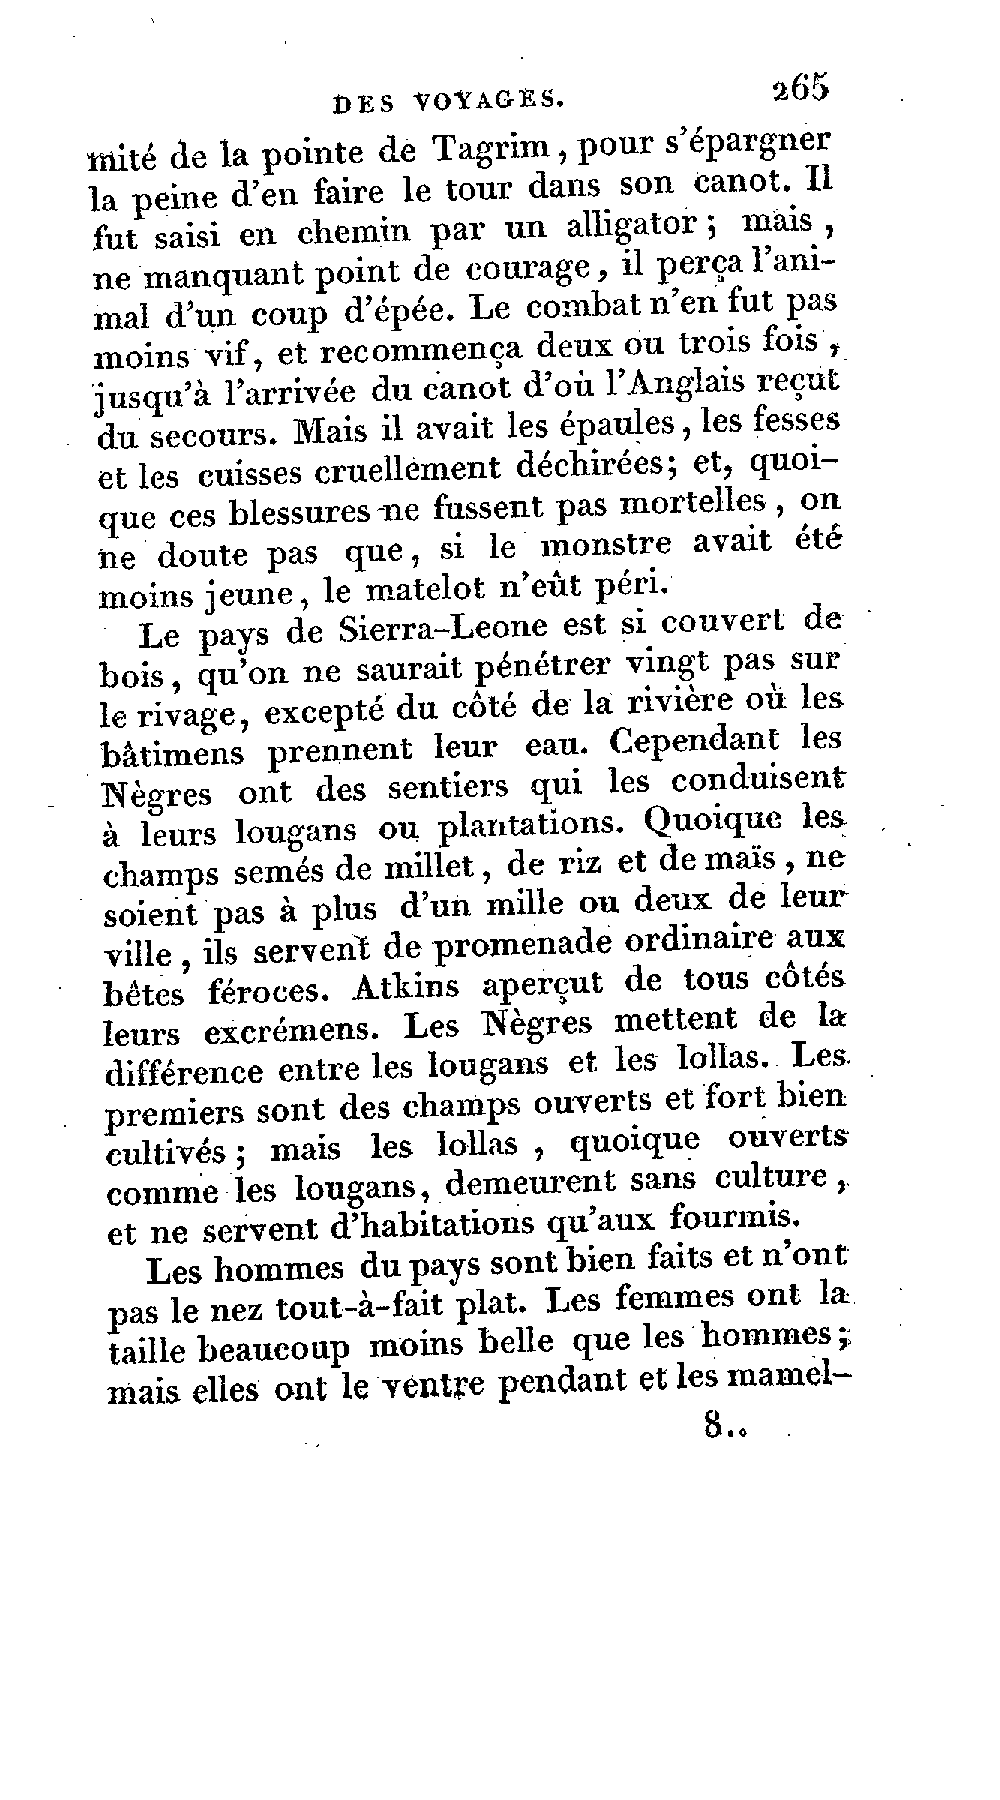 DES VOYAGES. 265
mité de la pointe de Tagrim, pour s'épargner
la peine d'en faire le tour dans son canot. Il
fut saisi en chemin par un alligator ; mais,
ne manquant point de courage, il perça l'ani-
mal d'un coup d'épée. Le combat n'en fut pas
moins vif, et recommença deux ou trois fois,
jusqu'à l'arrivée du canot d'où l'Anglais reçut
du secours. Mais il avait les épaules, les fesses
et les cuisses cruellement déchirées; et, quoi-
que ces blessures ne fussent pas mortelles, on
ne doute pas que, si le monstre avait été
moins jeune, le matelot n'eût péri.
Le pays de Sierra-Leone est si couvert de
bois, qu'on ne saurait pénétrer vingt pas sur
le rivage, excepté du côté de la rivière où les
bâtimens prennent leur eau. Cependant les
Nègres ont des sentiers qui les conduisent
à leurs lougans ou plantations. Quoique les
champs semés de millet, de riz et de maïs, ne
soient pas à plus d'un mille ou deux de leur
ville, ils servent de promenade ordinaire aux
bêtes féroces. Atkins aperçut de tous côtés
leurs excrémens. Les Nègres mettent de la
différence entre les lougans et les lollas. Les
premiers sont des champs ouverts et fort bien
cultivés ; mais les lollas, quoique ouverts
comme les lougans, demeurent sans culture,
et ne servent d'habitations qu'aux fourmis.
Les hommes du pays sont bien faits et n'ont
pas le nez tout-à-fait plat. Les femmes ont la
taille beaucoup moins belle que les hommes ;
mais elles ont le ventre pendant et les mamel-
8..